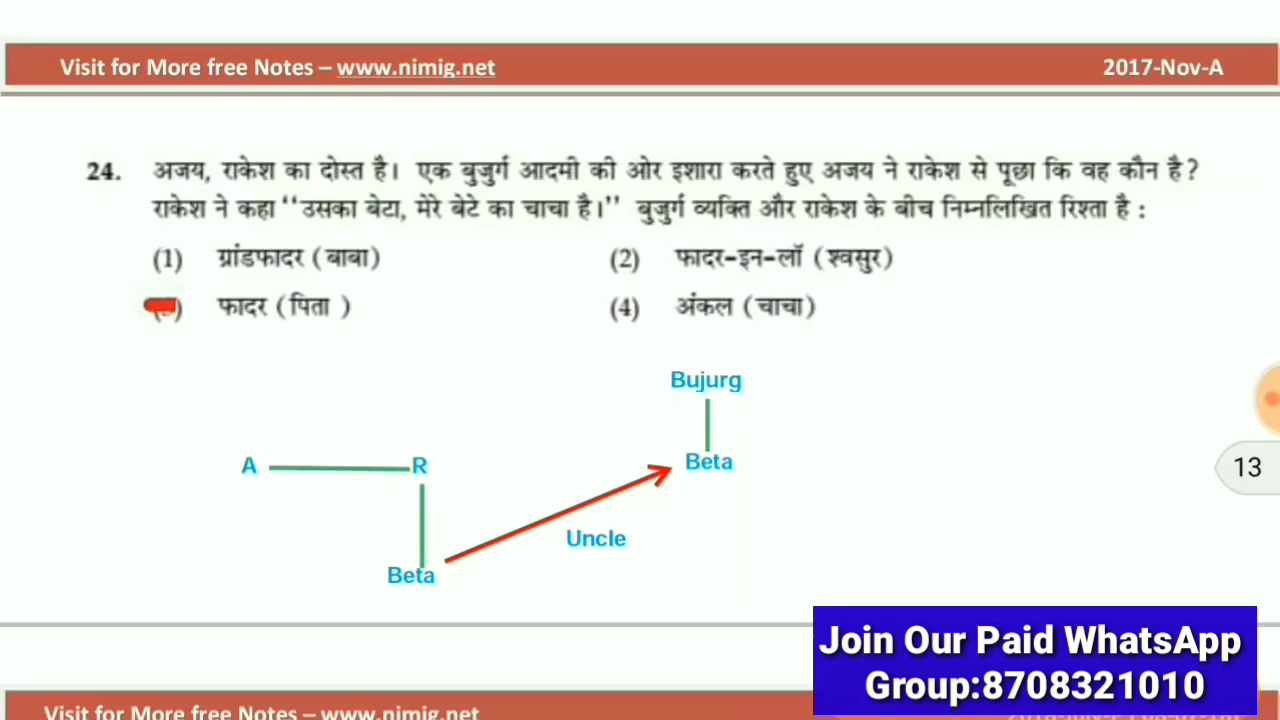 Visit for More free Notes – www.nimig.net 2017-Nov-A
24. अजय, राकेश का दोस्त है। एक बुजुर्ग आदमी की ओर इशारा करते हुए अजय ने राकेश से पूछा कि वह कौन है?
राकेश ने कहा “उसका बेटा, मेरे बेटे का चाचा है।” बुजुर्ग व्यक्ति और राकेश के बीच निम्नलिखित रिश्ता है :
(1) ग्रांडफादर (बाबा) (2) फादर-इन-लॉ (श्वसुर)
फादर (पिता ) (4) अंकल (चाचा)
Bujurg
A R Beta
13
Uncle
Beta
Join Our Paid WhatsApp
Group:8708321010
Visit for More free Notes – www.nimig.net